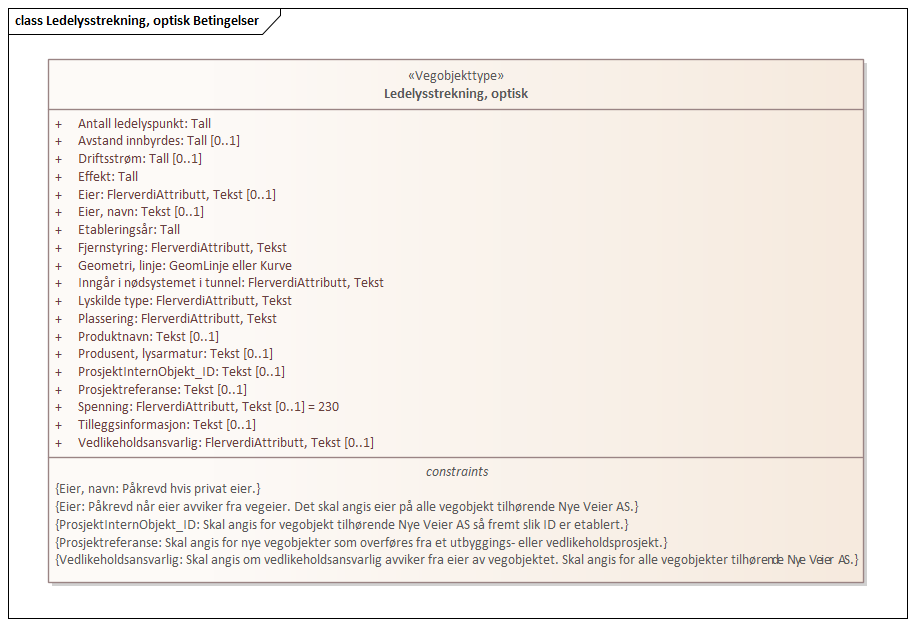 class Ledelysstrekning, optisk Betingelser
«Vegobjekttype»
Ledelysstrekning, optisk
+ Antall ledelyspunkt: Tall
+ Avstand innbyrdes: Tall [0..1]
+ Driftsstrøm: Tall [0..1]
+ Effekt: Tall
+ Eier: FlerverdiAttributt, Tekst [0..1]
+ Eier, navn: Tekst [0..1]
+ Etableringsår: Tall
+ Fjernstyring: FlerverdiAttributt, Tekst
+ Geometri, linje: GeomLinje eller Kurve
+ Inngår i nødsystemet i tunnel: FlerverdiAttributt, Tekst
+ Lyskilde type: FlerverdiAttributt, Tekst
+ Plassering: FlerverdiAttributt, Tekst
+ Produktnavn: Tekst [0..1]
+ Produsent, lysarmatur: Tekst [0..1]
+ ProsjektInternObjekt_ID: Tekst [0..1]
+ Prosjektreferanse: Tekst [0..1]
+ Spenning: FlerverdiAttributt, Tekst [0..1] = 230
+ Tilleggsinformasjon: Tekst [0..1]
+ Vedlikeholdsansvarlig: FlerverdiAttributt, Tekst [0..1]
constraints
{Eier, navn: Påkrevd hvis privat eier.}
{Eier: Påkrevd når eier avviker fra vegeier. Det skal angis eier på alle vegobjekt tilhørende Nye Veier AS.}
{ProsjektInternObjekt_ID: Skal angis for vegobjekt tilhørende Nye Veier AS så fremt slik ID er etablert.}
{Prosjektreferanse: Skal angis for nye vegobjekter som overføres fra et utbyggings- eller vedlikeholdsprosjekt.}
{Vedlikeholdsansvarlig: Skal angis om vedlikeholdsansvarlig avviker fra eier av vegobjektet. Skal angis for alle vegobjekter tilhørende Nye Veier AS.}